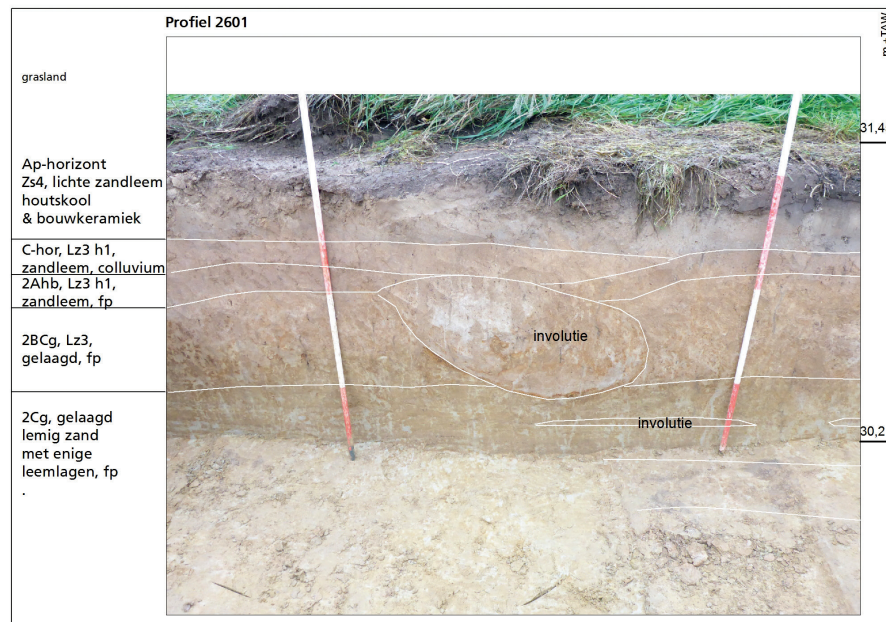 Profiel 2601
m +TAW
grasland
31,4
Ap-horizont
Zs4, lichte zandleem
houtskool
& bouwkeramiek
C-hor, Lz3 h1,
zandleem, colluvium
2Ahb, Lz3 h1,
zandleem, fp
2BCg, Lz3,
gelaagd, fp
involutie
2Cg, gelaagd
lemig zand
met enige
leemlagen, fp
.
involutie
30,2